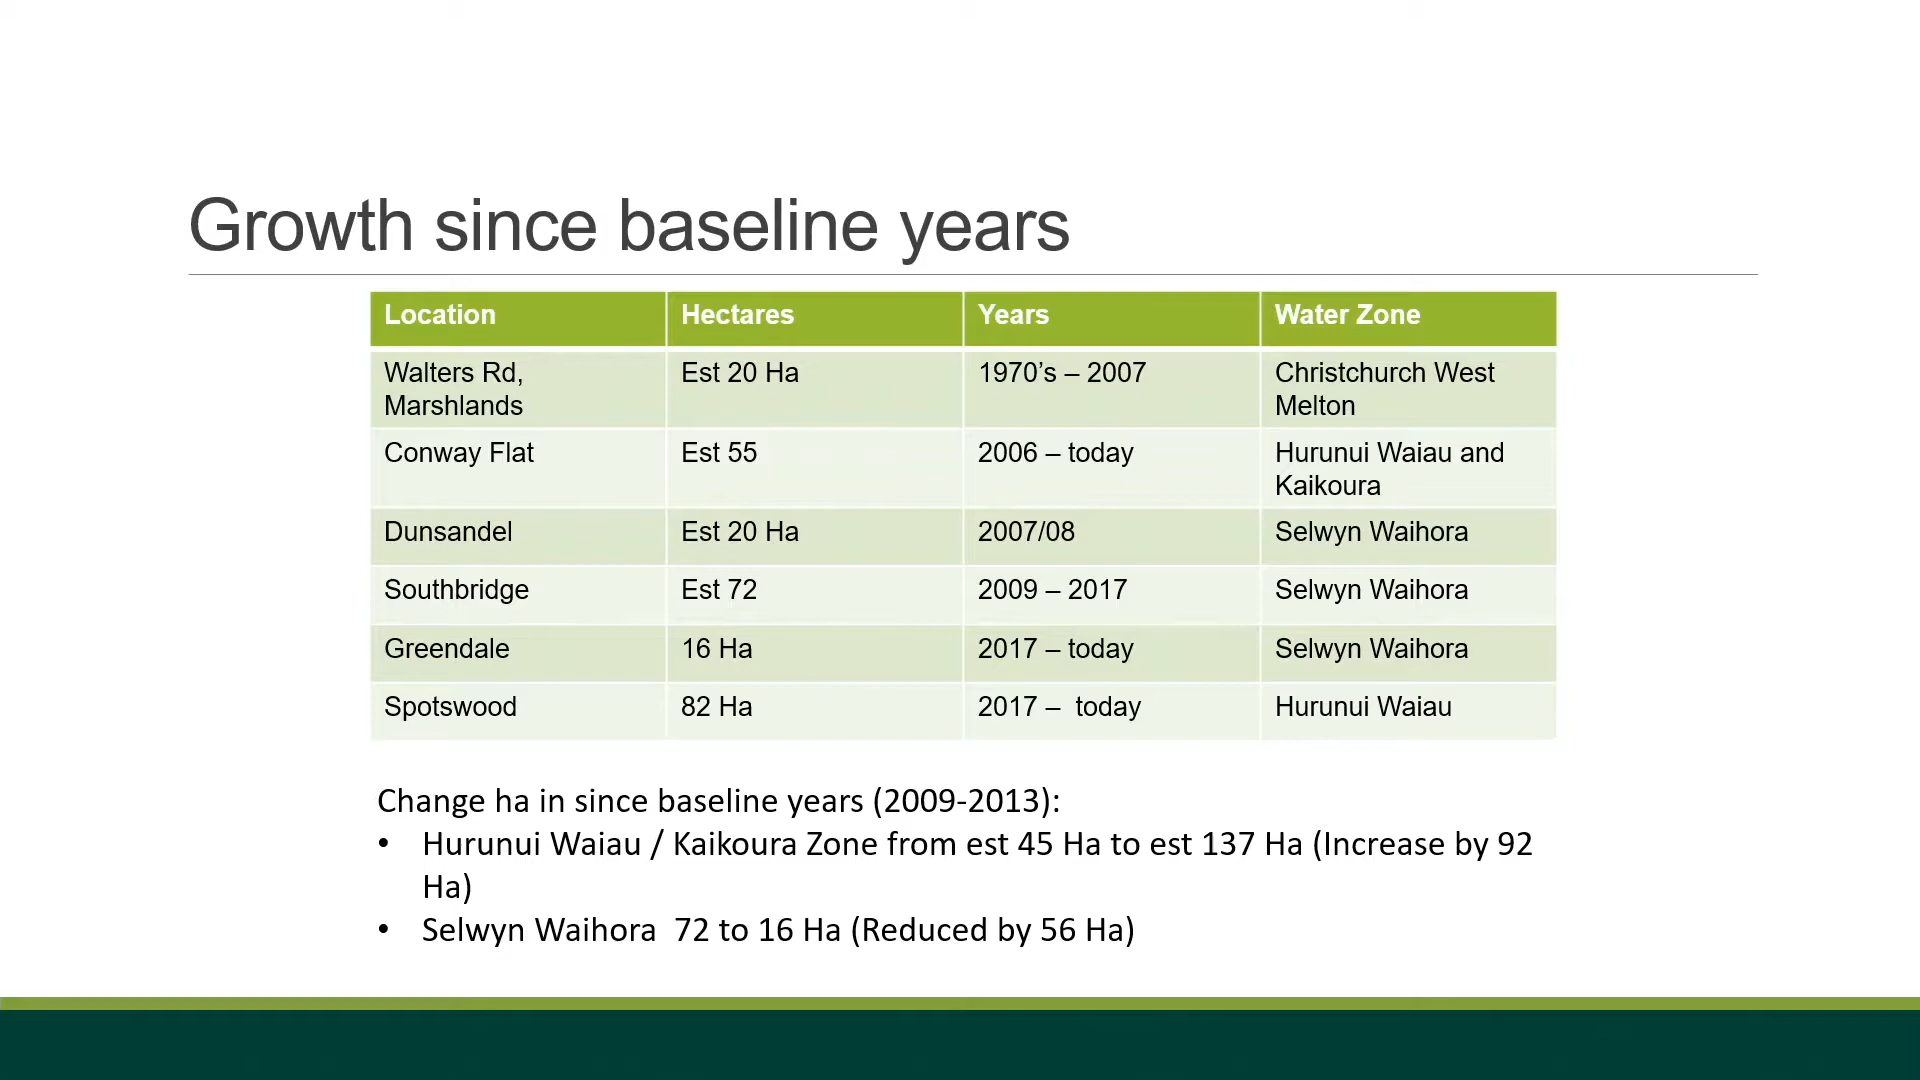 Growth since baseline years
Location Hectares Years Water Zone
Walters Rd, Est 20 Ha 1970’s – 2007 Christchurch West
Marshlands Melton
Conway Flat Est 55 2006 – today Hurunui Waiau and
Kaikoura
Dunsandel Est 20 Ha 2007/08 Selwyn Waihora
Southbridge Est 72 2009 – 2017 Selwyn Waihora
Greendale 16 Ha 2017 – today Selwyn Waihora
Spotswood 82 Ha 2017 – today Hurunui Waiau
Change ha in since baseline years (2009-2013):
• Hurunui Waiau / Kaikoura Zone from est 45 Ha to est 137 Ha (Increase by 92
Ha)
• Selwyn Waihora 72 to 16 Ha (Reduced by 56 Ha)